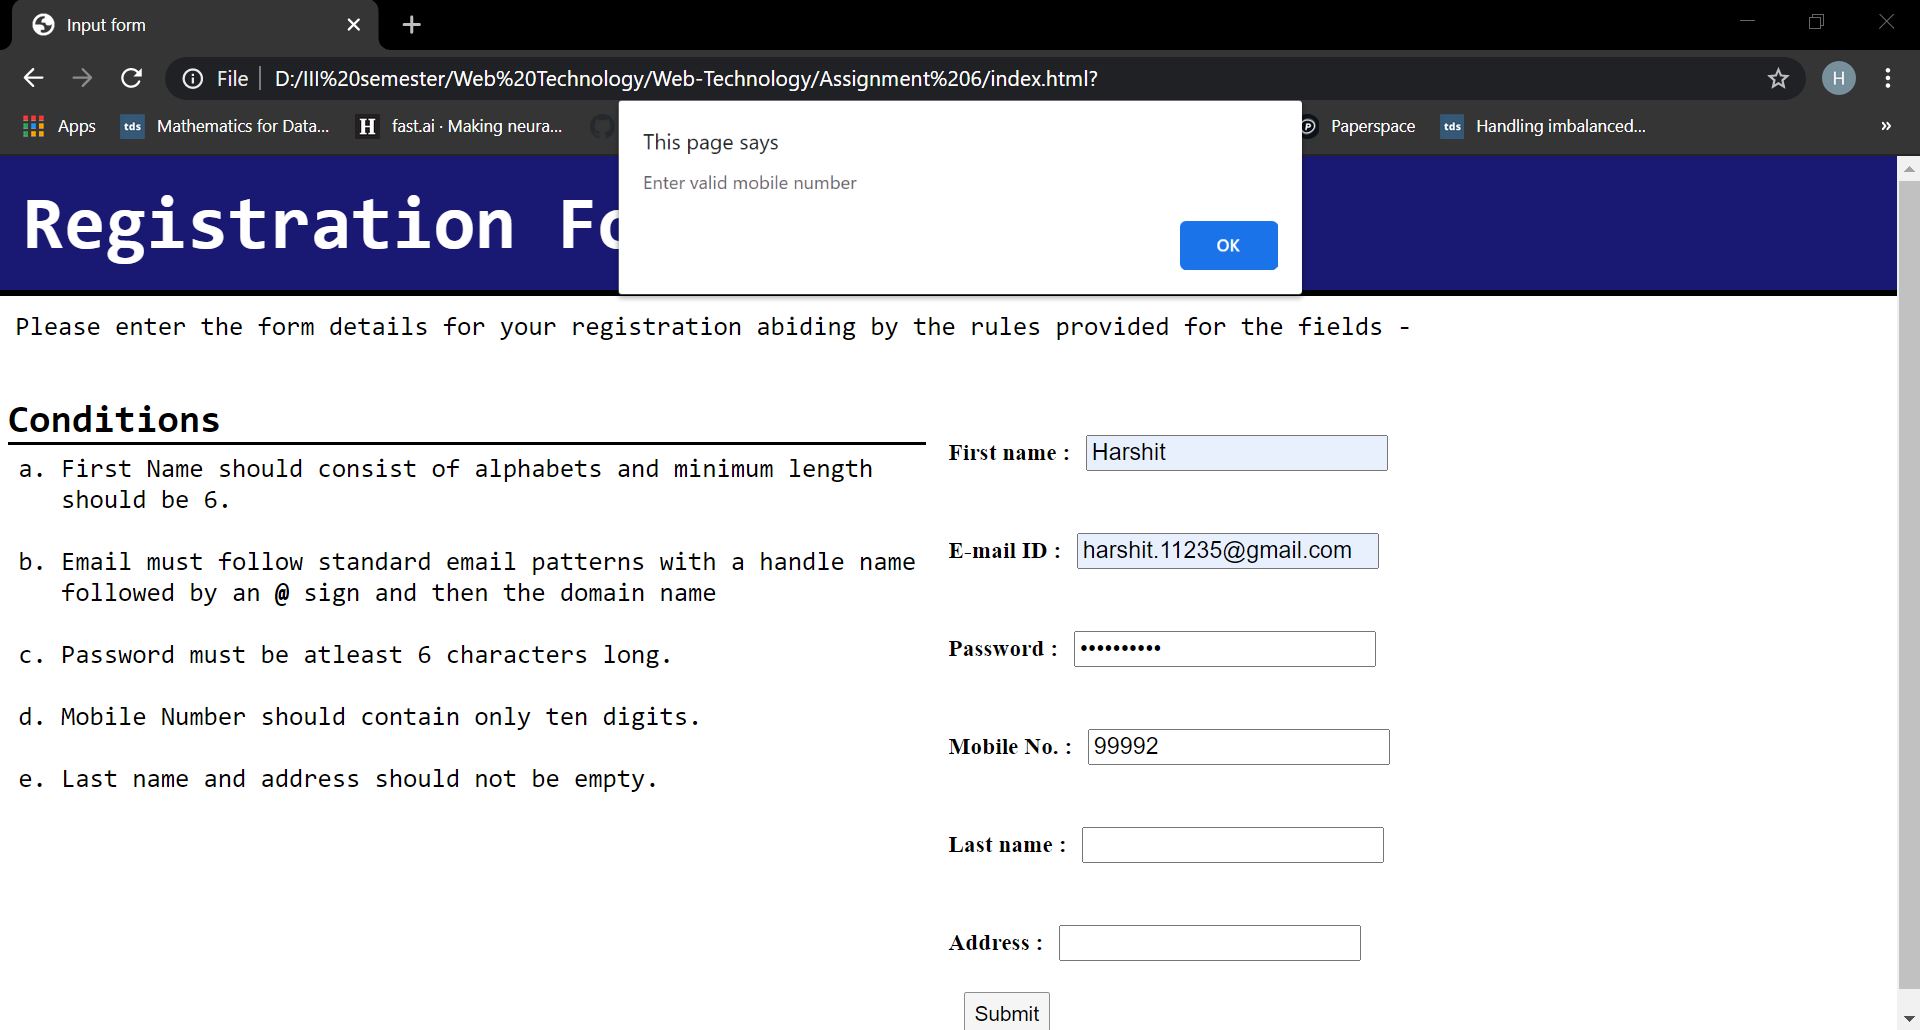 Input form
File D:/III%20semester/Web%20Technology/Web-Technology/Assignment%206/index.html?
H
Apps tds Mathematics for Data... H fast.ai · Making neura... P Paperspace tds Handling imbalanced... »
This page says
Enter valid mobile number
OK
Registration Fo
Please enter the form details for your registration abiding by the rules provided for the fields -
Conditions
a. First Name should consist of alphabets and minimum length
should be 6.
b. Email must follow standard email patterns with a handle name
followed by an @ sign and then the domain name
c. Password must be atleast 6 characters long.
d. Mobile Number should contain only ten digits.
e. Last name and address should not be empty.
First name : Harshit
E-mail ID : harshit.11235@gmail.com
Password : ••••••••••
Mobile No. : 99992
Last name :
Address :
Submit